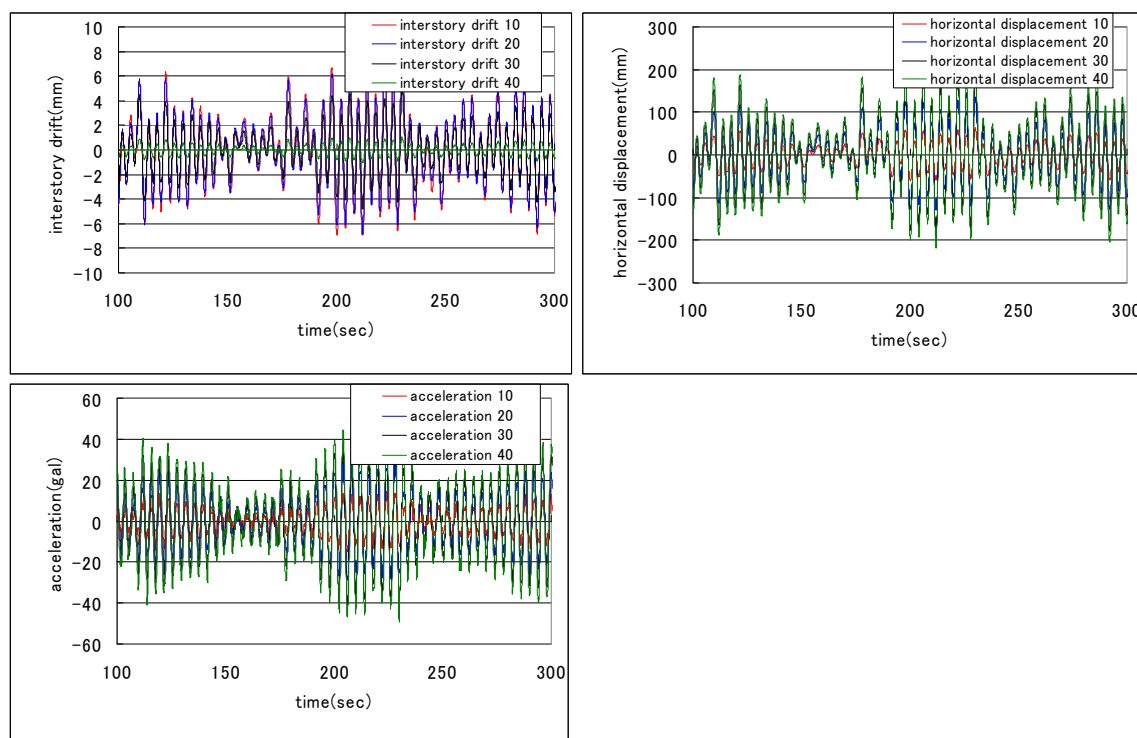 interstory drift(mm)
10
8
6
4
2
0
-2
-4
-6
-8
-10
interstory drift 10
interstory drift 20
interstory drift 30
interstory drift 40
100 150 200 250 300
time(sec)
horizontal displacement(mm)
300
200
100
0
-100
-200
-300
horizontal displacement 10
horizontal displacement 20
horizontal displacement 30
horizontal displacement 40
100 150 200 250 300
time(sec)
acceleration(gal)
60
40
20
0
-20
-40
-60
acceleration 10
acceleration 20
acceleration 30
acceleration 40
100 150 200 250 300
time(sec)